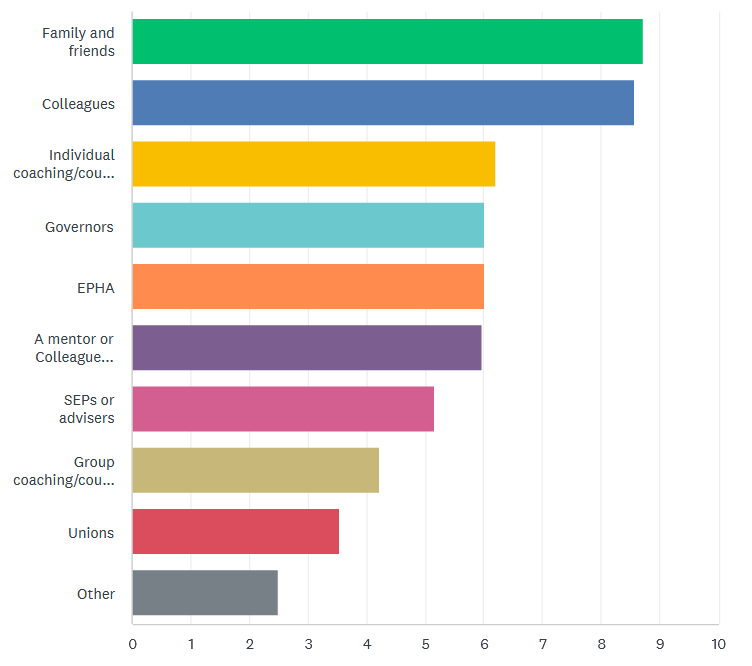 Family and
friends
Colleagues
Individual
coaching/cou...
Governors
EPHA
A mentor or
Colleague...
SEPs or
advisers
Group
coaching/cou...
Unions
Other
0 1 2 3 4 5 6 7 8 9 10